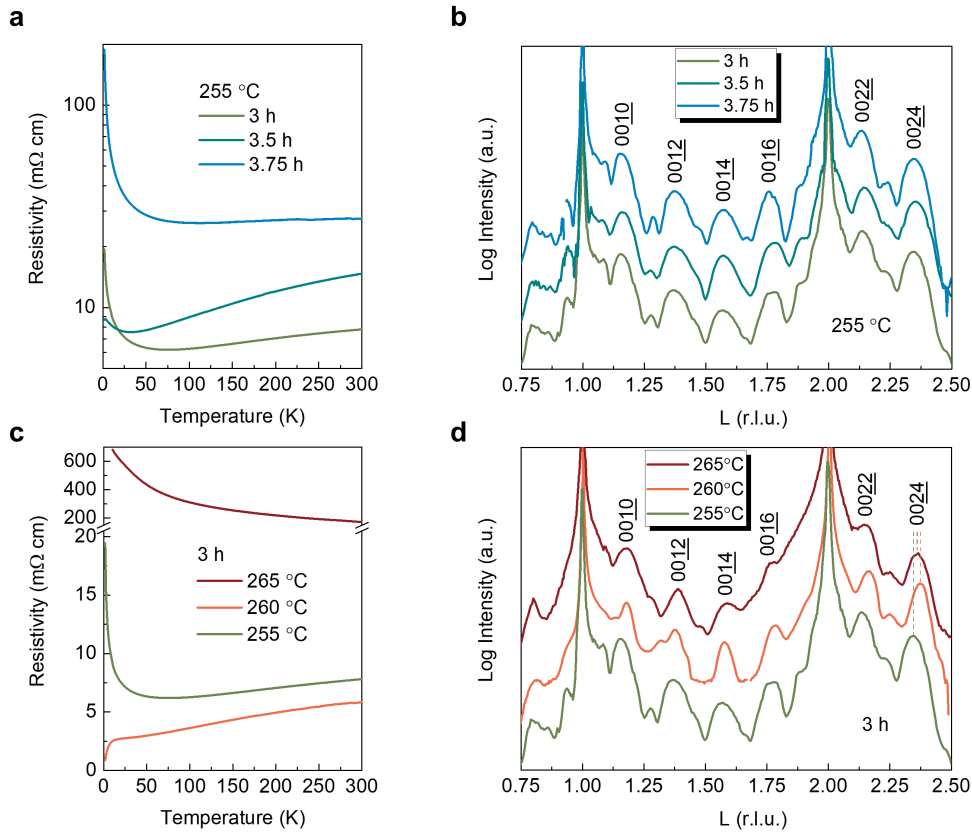 a
Resistivity (mΩ cm)
100
10
255 °C
3 h
3.5 h
3.75 h
0 50 100 150 200 250 300
Temperature (K)
b
Log Intensity (a.u.)
3 h
3.5 h
3.75 h
0010
0012
0014
0016
0022
0024
255 °C
0.75 1.00 1.25 1.50 1.75 2.00 2.25 2.50
L (r.l.u.)
c
Resistivity (mΩ cm)
600
400
200
20
15
10
5
0
3 h
265 °C
260 °C
255 °C
0 50 100 150 200 250 300
Temperature (K)
d
Log Intensity (a.u.)
265°C
260°C
255°C
0010
0012
0014
0016
0022
0024
3 h
0.75 1.00 1.25 1.50 1.75 2.00 2.25 2.50
L (r.l.u.)